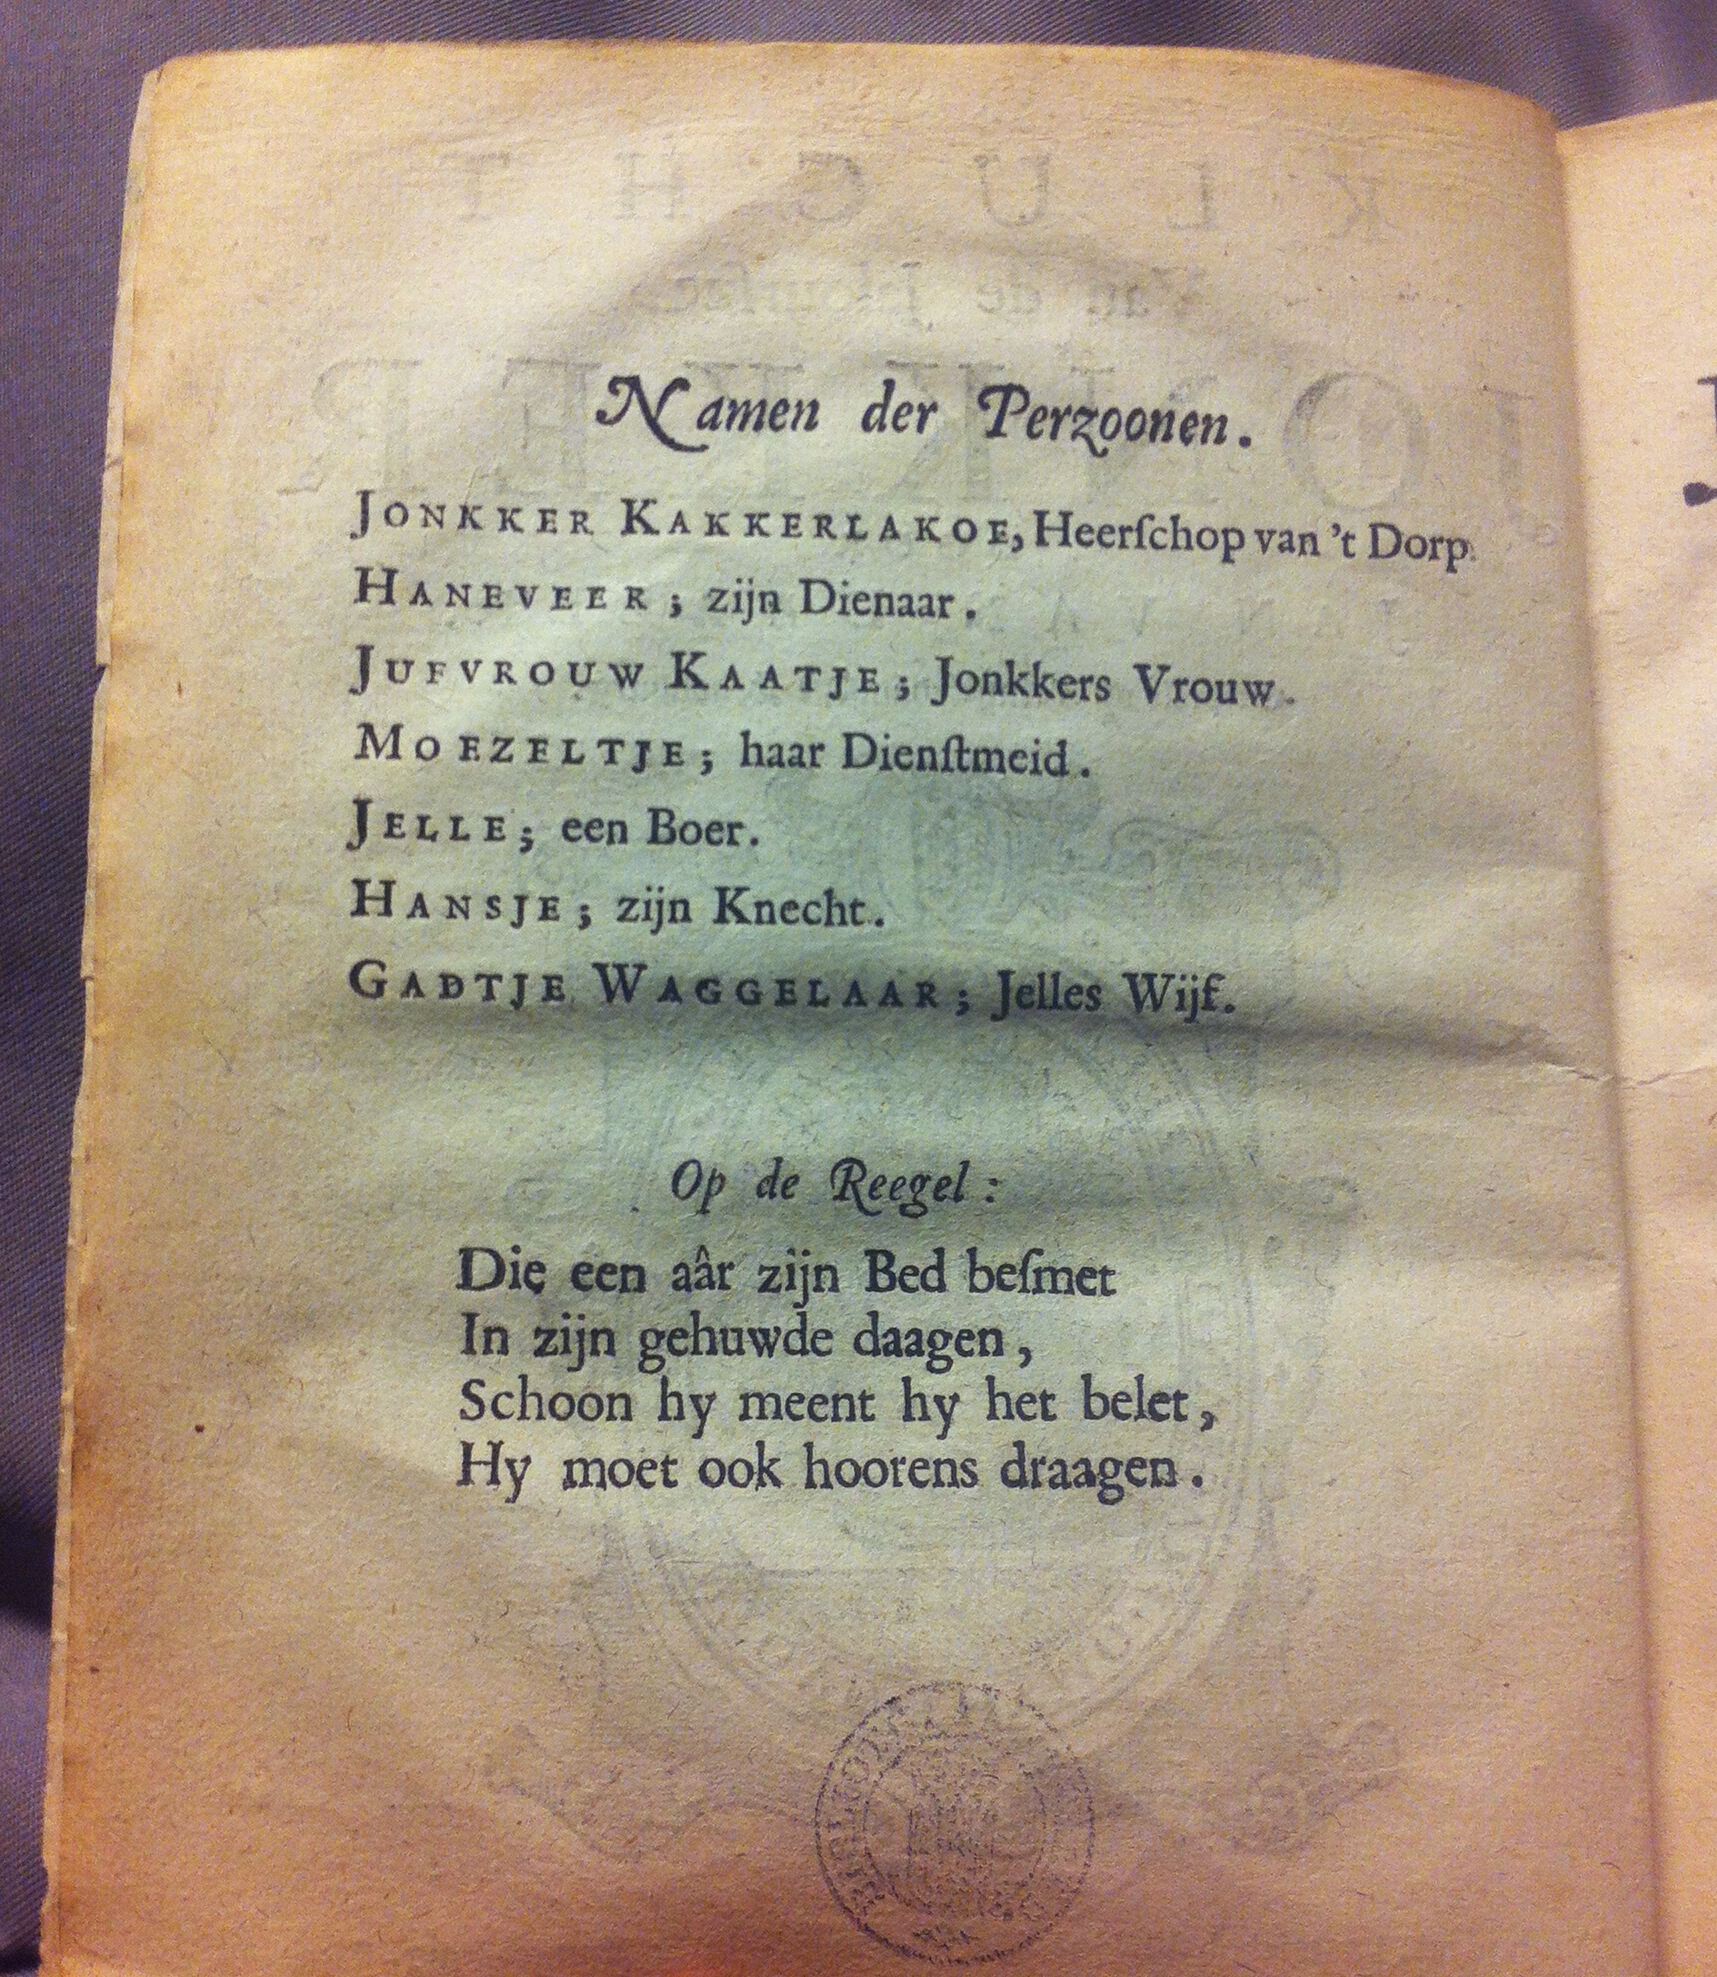 Namen der Perzoonen.
JONKKER KAKKERLAKOE, Heerſchop van 't Dorp.
HANEVEER; zijn Dienaar.
JUFVROUW KAATJE; Jonkkers Vrouw.
MOEZELTJE; haar Dienſtmeid.
JELLE; een Boer.
HANSJE; zijn Knecht.
GADTJE WAGGELAAR; Jelles Wijf.
Op de Reegel:
Die een aâr zijn Bed beſmet
In zijn gehuwde daagen,
Schoon hy meent hy het belet,
Hy moet ook hoorens draagen.